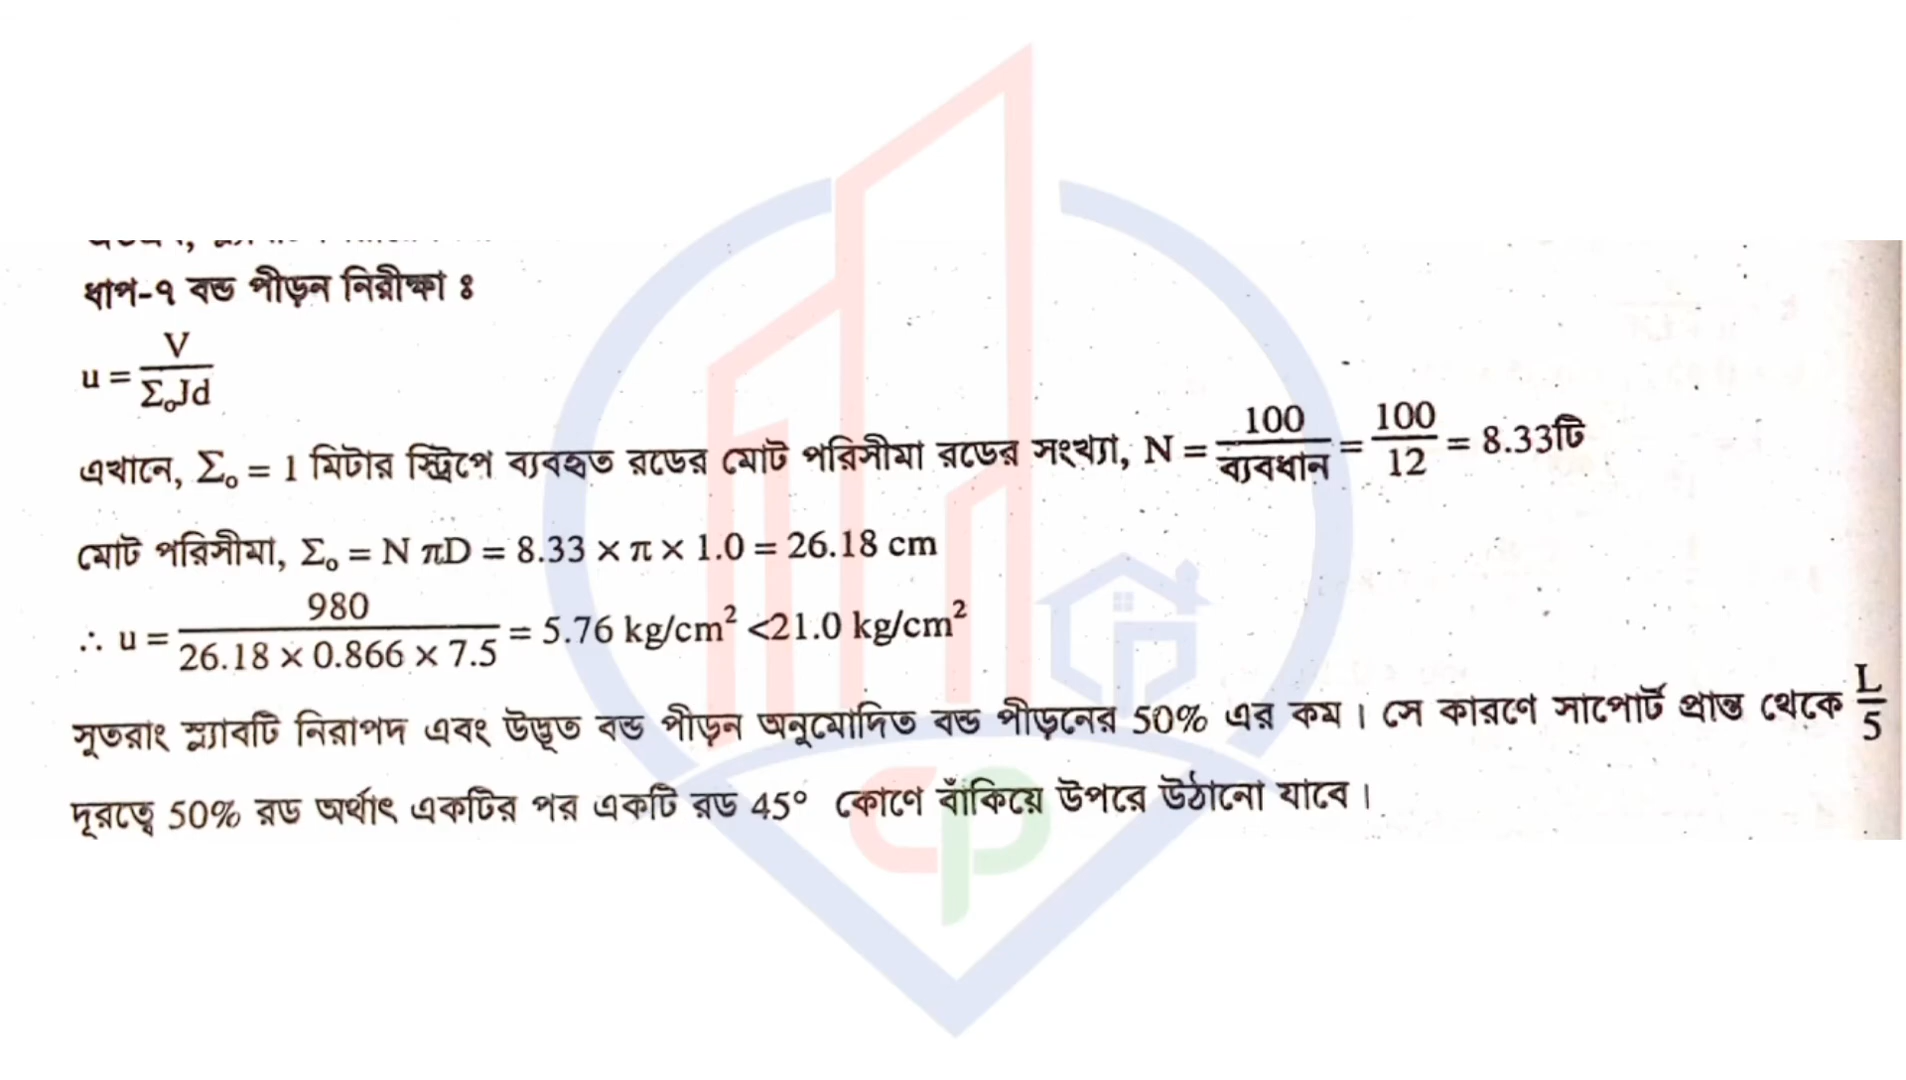 ধাপ-৭ বন্ড পীড়ন নিরীক্ষা ঃ
u = V / Σ₀Jd
এখানে, Σ₀ = 1 মিটার স্ট্রিপে ব্যবহৃত রডের মোট পরিসীমা রডের সংখ্যা, N = 100 / ব্যবধান = 100 / 12 = 8.33টি
মোট পরিসীমা, Σ₀ = N πD = 8.33 × π × 1.0 = 26.18 cm
∴ u = 980 / 26.18 × 0.866 × 7.5 = 5.76 kg/cm² <21.0 kg/cm²
সুতরাং স্ল্যাবটি নিরাপদ এবং উদ্ভূত বন্ড পীড়ন অনুমোদিত বন্ড পীড়নের 50% এর কম। সে কারণে সাপোর্ট প্রান্ত থেকে L / 5
দূরত্বে 50% রড অর্থাৎ একটির পর একটি রড 45° কোণে বাঁকিয়ে উপরে উঠানো যাবে।
cp